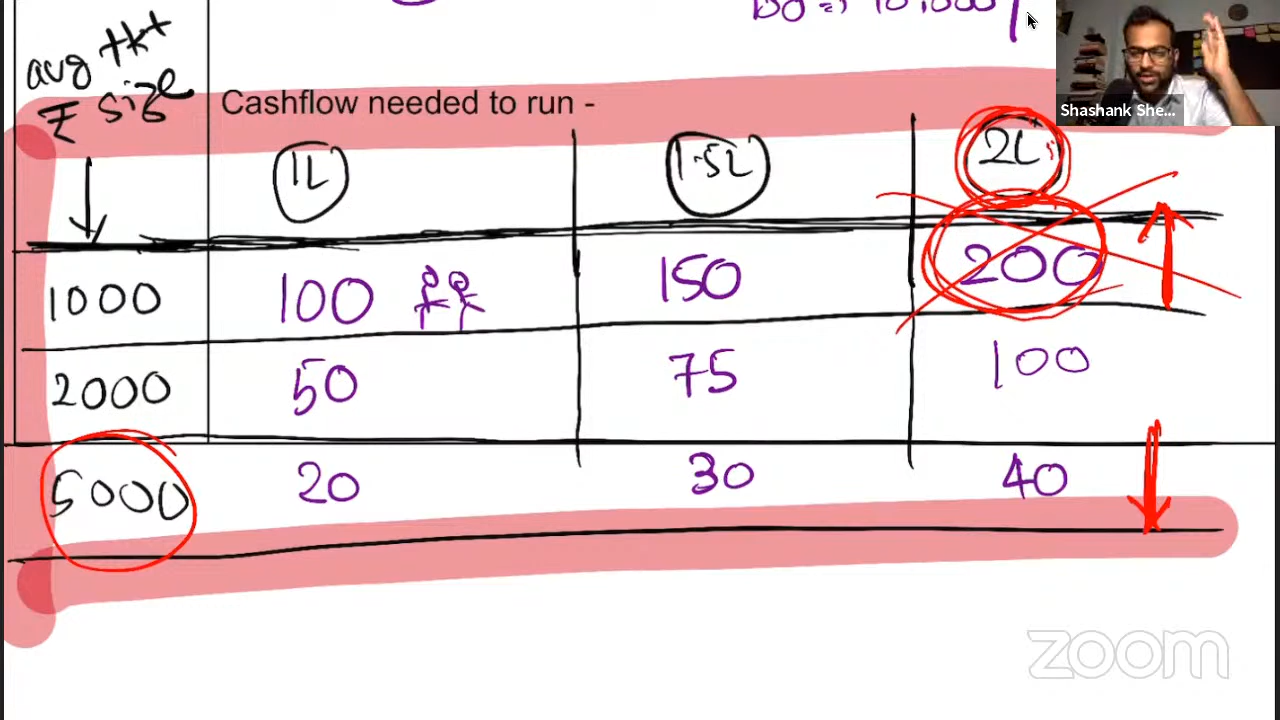 avg tkt
₹ size
Shashank She...
Cashflow needed to run -
1L 1.5L 2L
1000 100 150 200
2000 50 75 100
5000 20 30 40
zoom